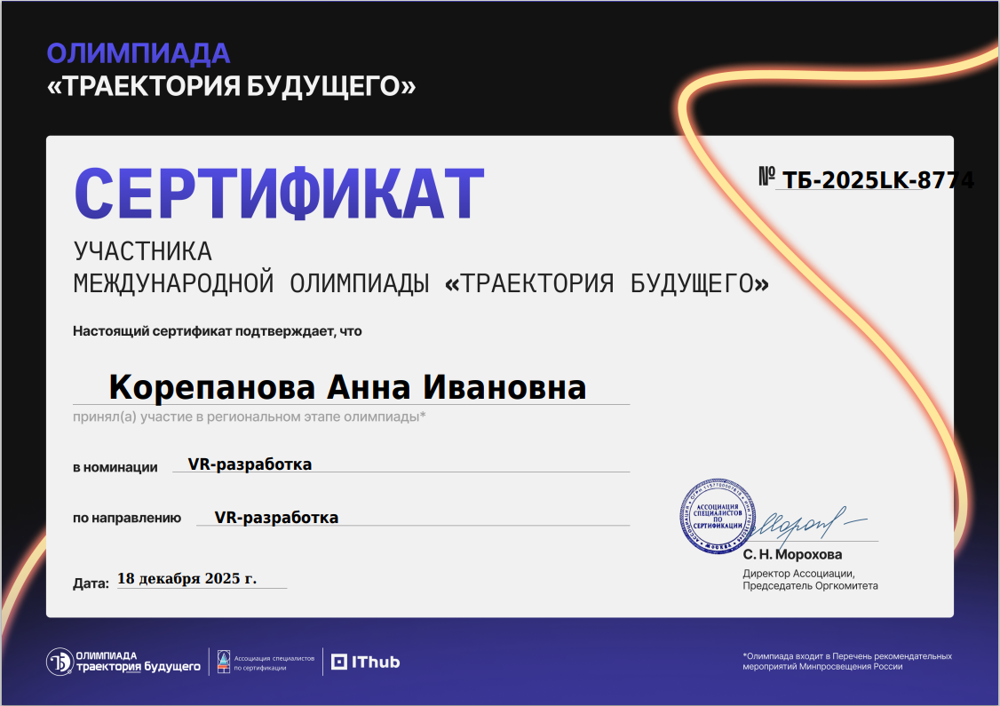 ОЛИМПИАДА
«ТРАЕКТОРИЯ БУДУЩЕГО»
СЕРТИФИКАТ
№ ТБ-2025LK-8774
УЧАСТНИКА
МЕЖДУНАРОДНОЙ ОЛИМПИАДЫ «ТРАЕКТОРИЯ БУДУЩЕГО»
Настоящий сертификат подтверждает, что
Корепанова Анна Ивановна
принял(а) участие в региональном этапе олимпиады*
в номинации VR-разработка
по направлению VR-разработка
АССОЦИАЦИЯ
СПЕЦИАЛИСТОВ
ПО
СЕРТИФИКАЦИИ
МОСКВА
С. Н. Морохова
Директор Ассоциации,
Председатель Оргкомитета
Дата: 18 декабря 2025 г.
ОЛИМПИАДА
траектория будущего
Ассоциация специалистов
по сертификации
IThub
*Олимпиада входит в Перечень рекомендательных
мероприятий Минпросвещения России